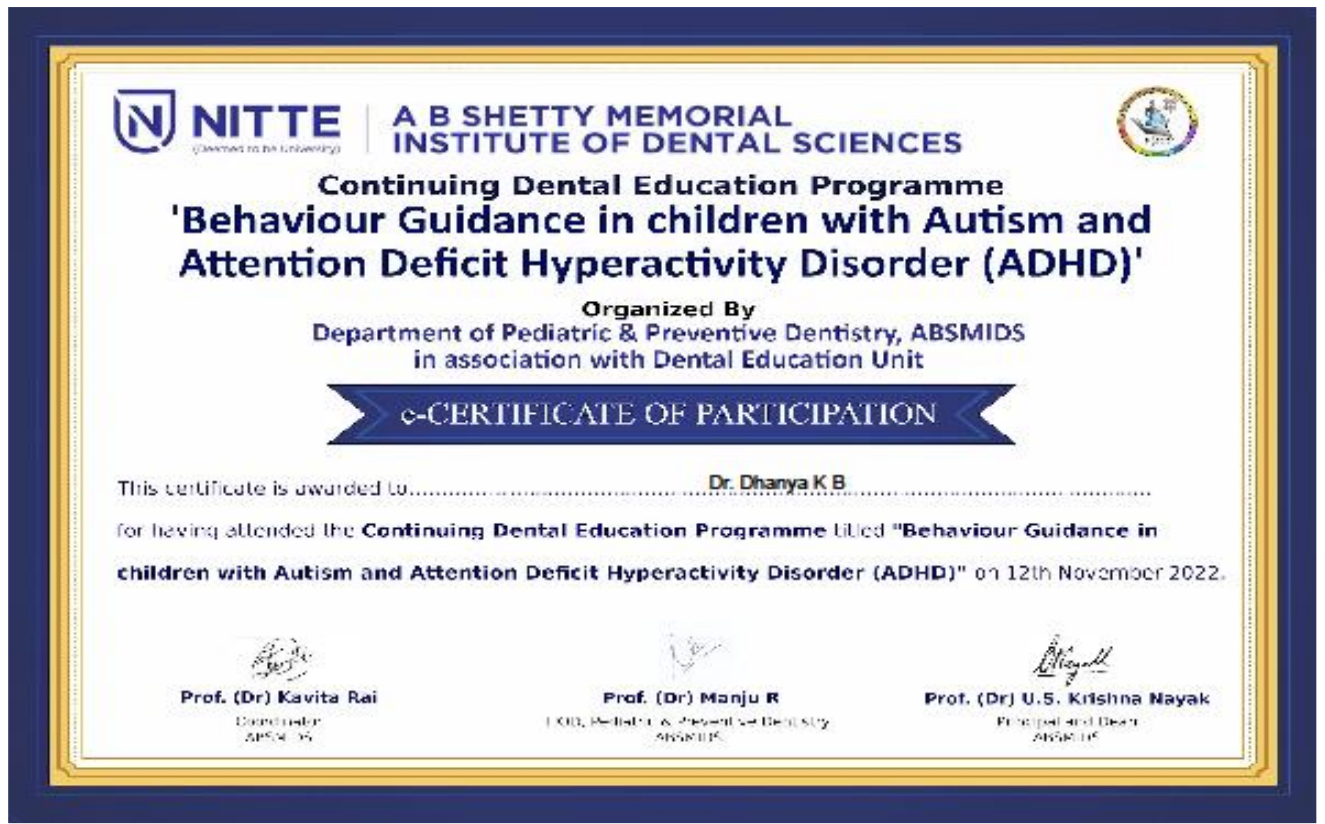 NITTE
(Deemed to be University)
A B SHETTY MEMORIAL
INSTITUTE OF DENTAL SCIENCES
Continuing Dental Education Programme
'Behaviour Guidance in children with Autism and
Attention Deficit Hyperactivity Disorder (ADHD)'
Organized By
Department of Pediatric & Preventive Dentistry, ABSMIDS
in association with Dental Education Unit
e-CERTIFICATE OF PARTICIPATION
This certificate is awarded to.......... Dr. Dhanya K B ..........
for having attended the Continuing Dental Education Programme titled "Behaviour Guidance in
children with Autism and Attention Deficit Hyperactivity Disorder (ADHD)" on 12th November 2022.
Prof. (Dr) Kavita Rai
Coordinator
ABSMIDS
Prof. (Dr) Manju R
HOD, Pediatric & Preventive Dentistry
ABSMIDS
Prof. (Dr) U.S. Krishna Nayak
Principal and Dean
ABSMIDS